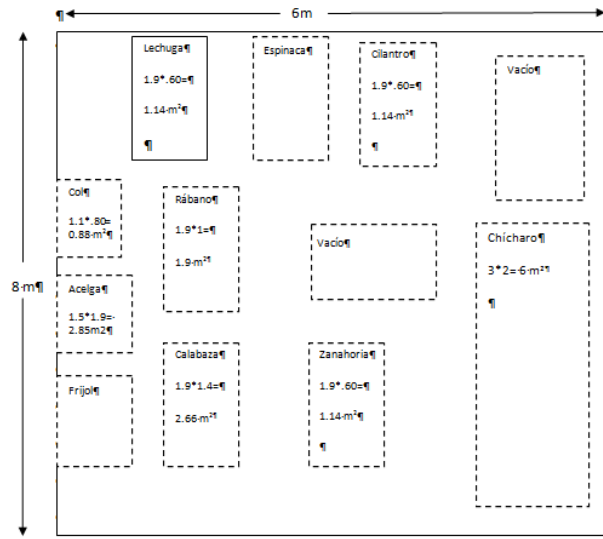 ¶
6m
Lechuga¶
1.9*.60=¶
1.14·m²¶
¶
Espinaca¶
Cilantro¶
1.9*.60=¶
1.14·m²¶
¶
Vacío¶
Col¶
1.1*.80=
0.88·m²¶
Rábano¶
1.9*1=¶
1.9·m²¶
Vacío¶
Chícharo¶
3*2=·6·m²¶
¶
8·m¶
Acelga¶
1.5*1.9=·
2.85m2¶
Frijol¶
Calabaza¶
1.9*1.4=¶
2.66·m²¶
Zanahoria¶
1.9*.60=¶
1.14·m²¶
¶